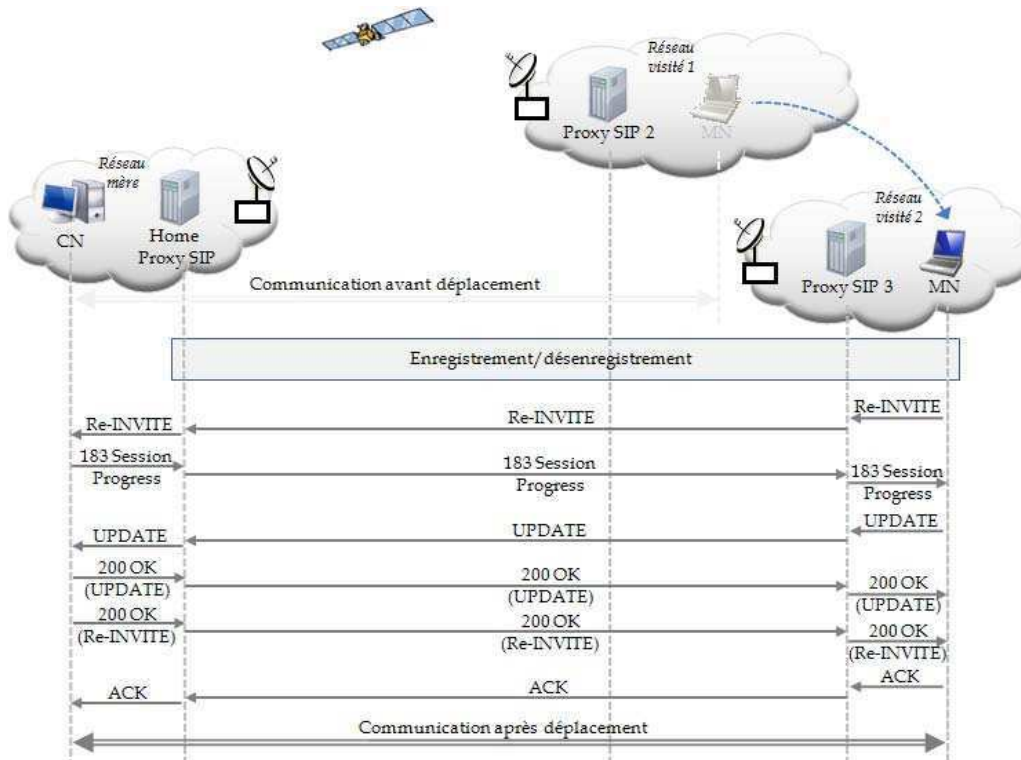 Réseau
visité 1
Proxy SIP 2
MN
Réseau
mère
CN
Home
Proxy SIP
Réseau
visité 2
Proxy SIP 3
MN
Communication avant déplacement
Enregistrement/désenregistrement
Re-INVITE
Re-INVITE
Re-INVITE
183 Session
Progress
183 Session
Progress
183 Session
Progress
UPDATE
UPDATE
UPDATE
200 OK
(UPDATE)
200 OK
(UPDATE)
200 OK
(UPDATE)
200 OK
(Re-INVITE)
200 OK
(Re-INVITE)
200 OK
(Re-INVITE)
ACK
ACK
ACK
Communication après déplacement